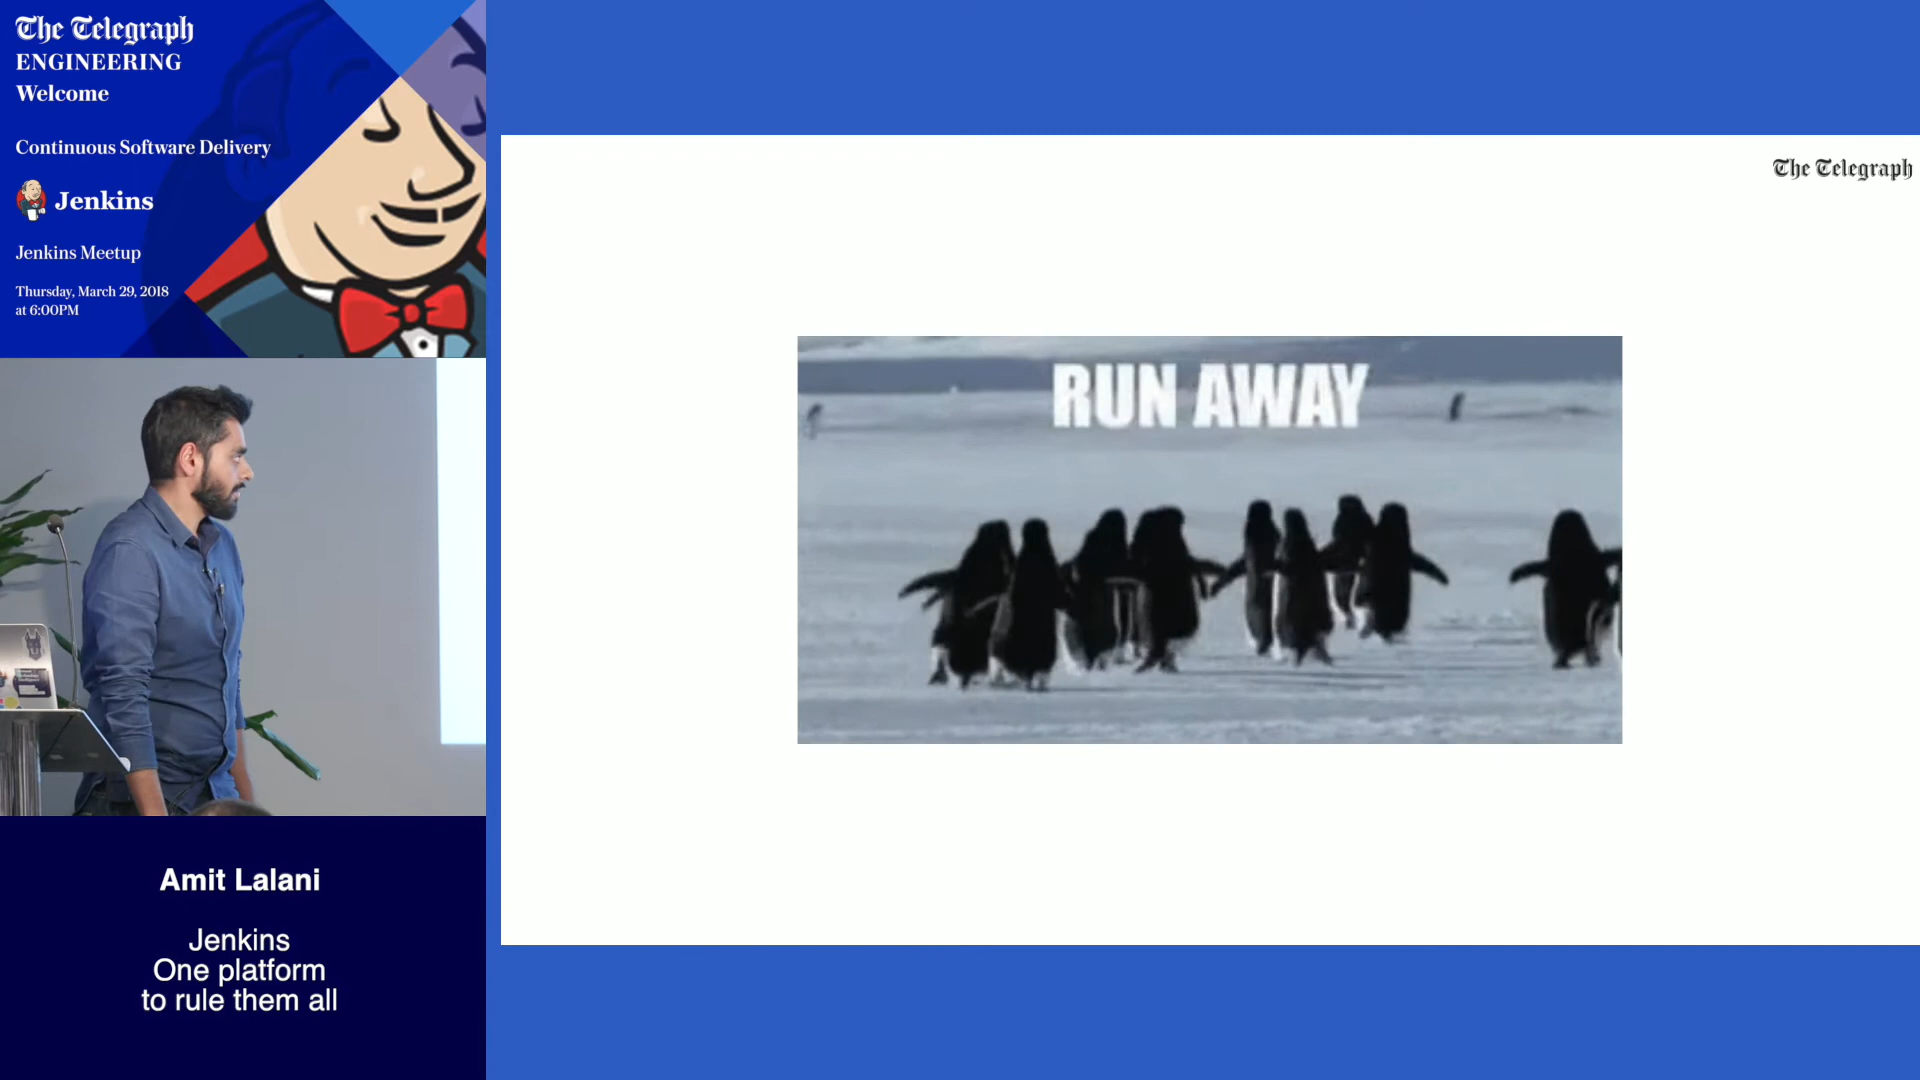 The Telegraph
ENGINEERING
Welcome
Continuous Software Delivery
Jenkins
Jenkins Meetup
Thursday, March 29, 2018
at 6:00PM
Amit Lalani
Jenkins
One platform
to rule them all
The Telegraph
RUN AWAY